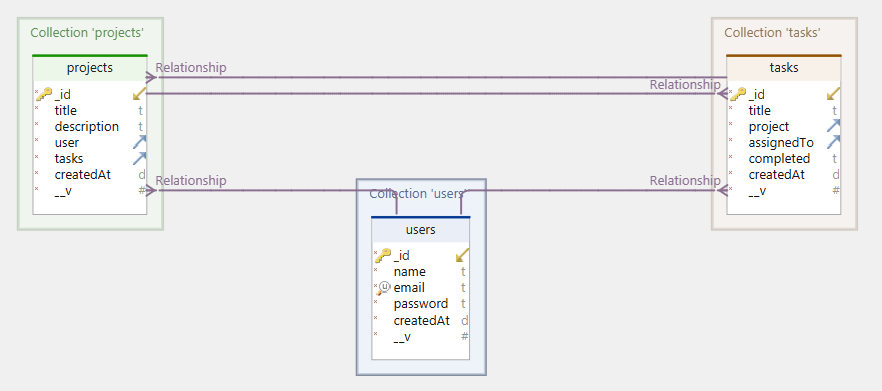 Collection 'projects'
projects
_id
title t
description t
user
tasks
createdAt d
__v #
Relationship
Relationship
Relationship
Relationship
Collection 'tasks'
tasks
_id
title t
project
assignedTo
completed t
createdAt d
__v #
Collection 'users
users
_id
name t
u email t
password t
createdAt d
__v #